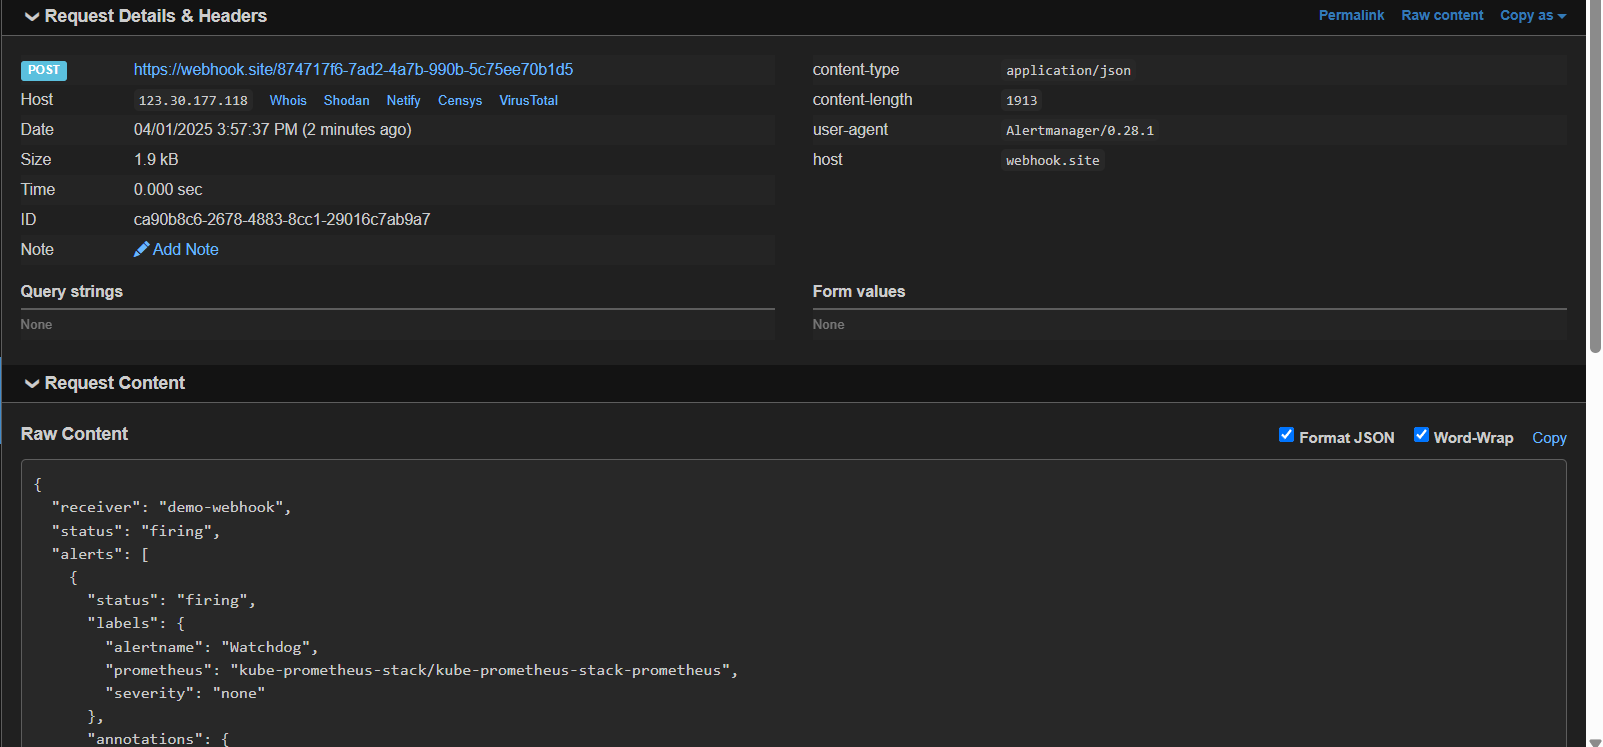 Request Details & Headers
Permalink Raw content Copy as
POST https://webhook.site/874717f6-7ad2-4a7b-990b-5c75ee70b1d5
Host 123.30.177.118 Whois Shodan Netify Censys VirusTotal
Date 04/01/2025 3:57:37 PM (2 minutes ago)
Size 1.9 kB
Time 0.000 sec
ID ca90b8c6-2678-4883-8cc1-29016c7ab9a7
Note Add Note
content-type application/json
content-length 1913
user-agent Alertmanager/0.28.1
host webhook.site
Query strings
None
Form values
None
Request Content
Raw Content
Format JSON Word-Wrap Copy
{
"receiver": "demo-webhook",
"status": "firing",
"alerts": [
{
"status": "firing",
"labels": {
"alertname": "Watchdog",
"prometheus": "kube-prometheus-stack/kube-prometheus-stack-prometheus",
"severity": "none"
},
"annotations": {